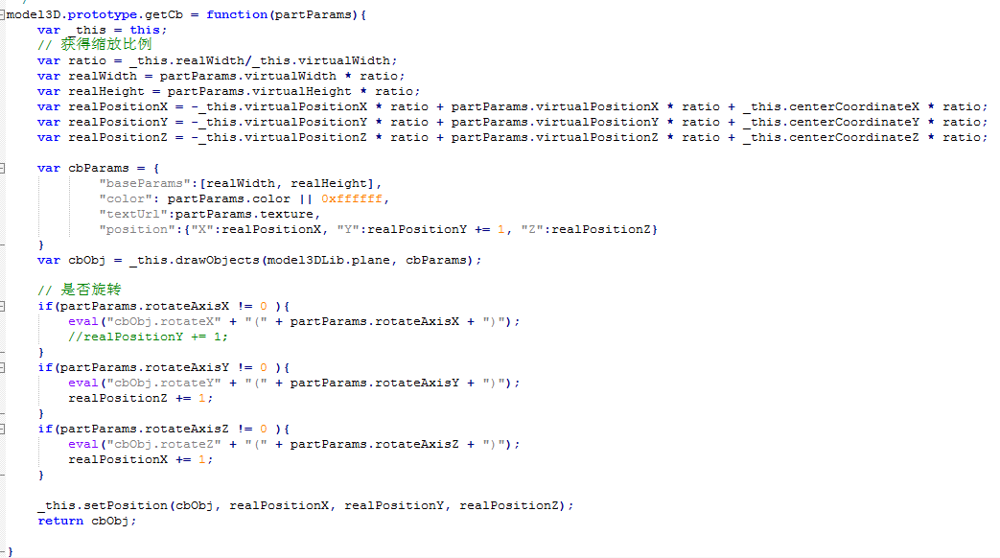 model3D.prototype.getCb = function(partParams){
    var _this = this;
    // 获得缩放比例
    var ratio = _this.realWidth/_this.virtualWidth;
    var realWidth = partParams.virtualWidth * ratio;
    var realHeight = partParams.virtualHeight * ratio;
    var realPositionX = -_this.virtualPositionX * ratio + partParams.virtualPositionX * ratio + _this.centerCoordinateX * ratio;
    var realPositionY = -_this.virtualPositionY * ratio + partParams.virtualPositionY * ratio + _this.centerCoordinateY * ratio;
    var realPositionZ = -_this.virtualPositionZ * ratio + partParams.virtualPositionZ * ratio + _this.centerCoordinateZ * ratio;
    var cbParams = {
            "baseParams":[realWidth, realHeight],
            "color": partParams.color || 0xffffff,
            "textUrl":partParams.texture,
            "position":{"X":realPositionX, "Y":realPositionY += 1, "Z":realPositionZ}
    }
    var cbObj = _this.drawObjects(model3DLib.plane, cbParams);
    // 是否旋转
    if(partParams.rotateAxisX != 0 ){
        eval("cbObj.rotateX" + "(" + partParams.rotateAxisX + ")");
        //realPositionY += 1;
    }
    if(partParams.rotateAxisY != 0 ){
        eval("cbObj.rotateY" + "(" + partParams.rotateAxisY + ")");
        realPositionZ += 1;
    }
    if(partParams.rotateAxisZ != 0 ){
        eval("cbObj.rotateZ" + "(" + partParams.rotateAxisZ + ")");
        realPositionX += 1;
    }
    _this.setPosition(cbObj, realPositionX, realPositionY, realPositionZ);
    return cbObj;
}